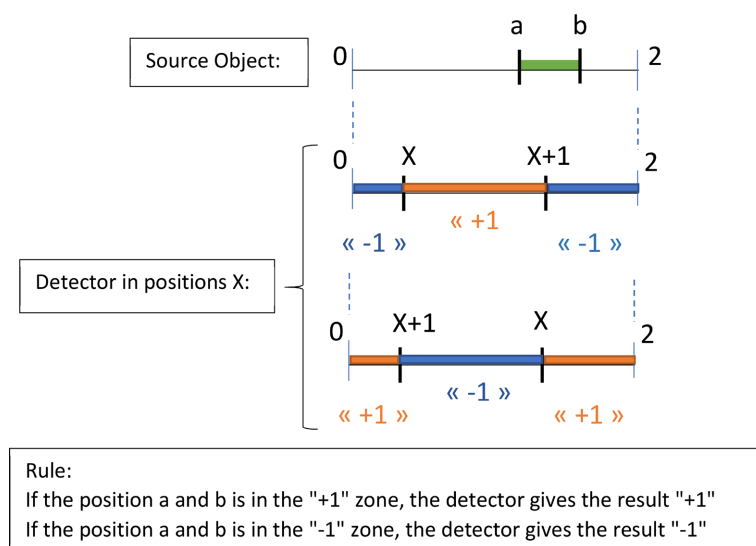 a b
Source Object: 0 2
0 X X+1 2
« +1
« -1 » « -1 »
Detector in positions X:
0 X+1 X 2
« -1 »
« +1 » « +1 »
Rule:
If the position a and b is in the "+1" zone, the detector gives the result "+1"
If the position a and b is in the "-1" zone, the detector gives the result "-1"